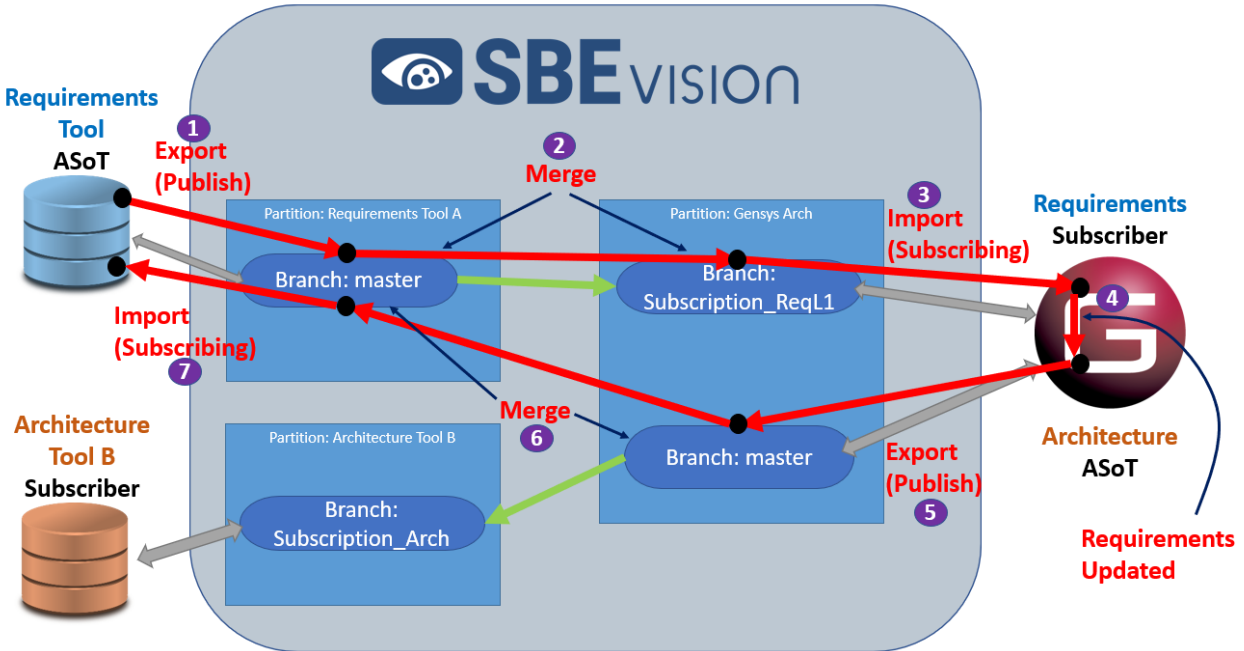 SBE VISION
Requirements
Tool
ASoT
1
Export
(Publish)
2
Merge
3
Import
(Subscribing)
Requirements
Subscriber
Partition: Requirements Tool A
Branch: master
Partition: Gensys Arch
Branch:
Subscription_ReqL1
G
4
Import
(Subscribing)
7
Merge
6
Branch: master
Export
(Publish)
5
Architecture
ASoT
Architecture
Tool B
Subscriber
Partition: Architecture Tool B
Branch:
Subscription_Arch
Requirements
Updated